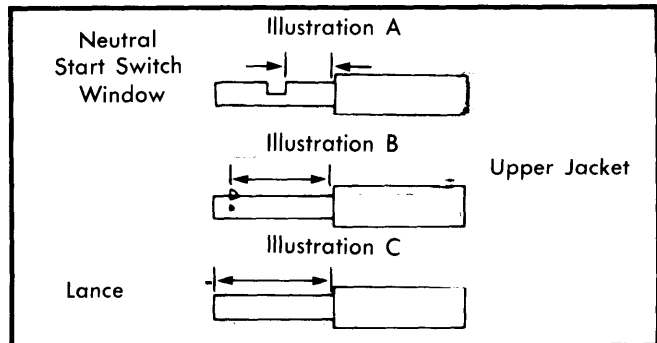 Illustration A
Neutral
Start Switch
Window
Illustration B
Upper Jacket
Illustration C
Lance